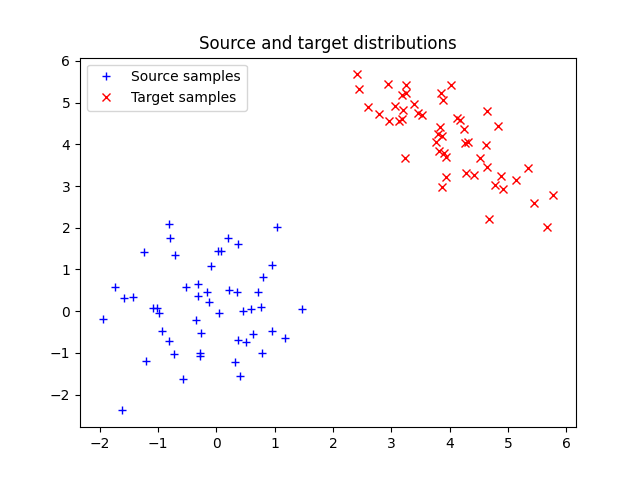 Source and target distributions
6
5
4
3
2
1
0
−1
−2
Source samples
Target samples
−2 −1 0 1 2 3 4 5 6